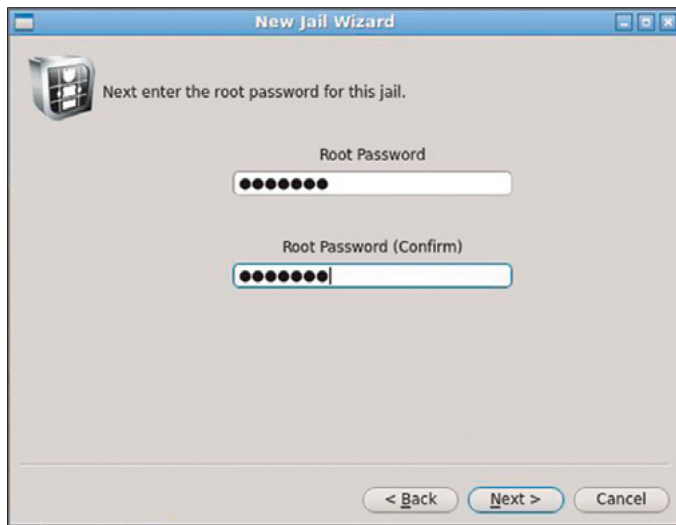 New Jail Wizard
Next enter the root password for this jail.
Root Password
●●●●●●●
Root Password (Confirm)
●●●●●●●
< Back
Next >
Cancel